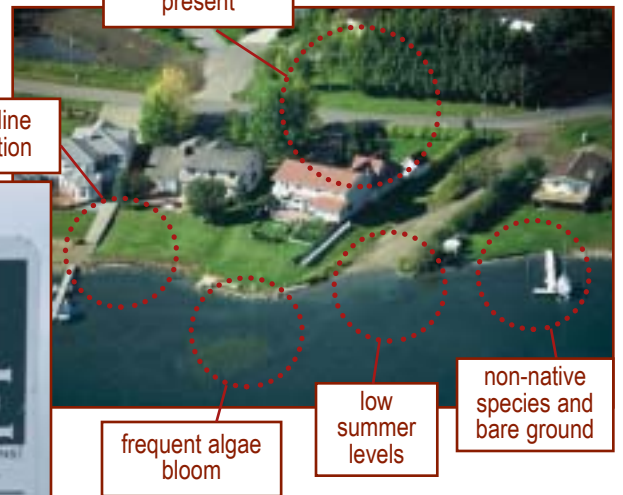 present
line
tion
frequent algae
bloom
low
summer
levels
non-native
species and
bare ground